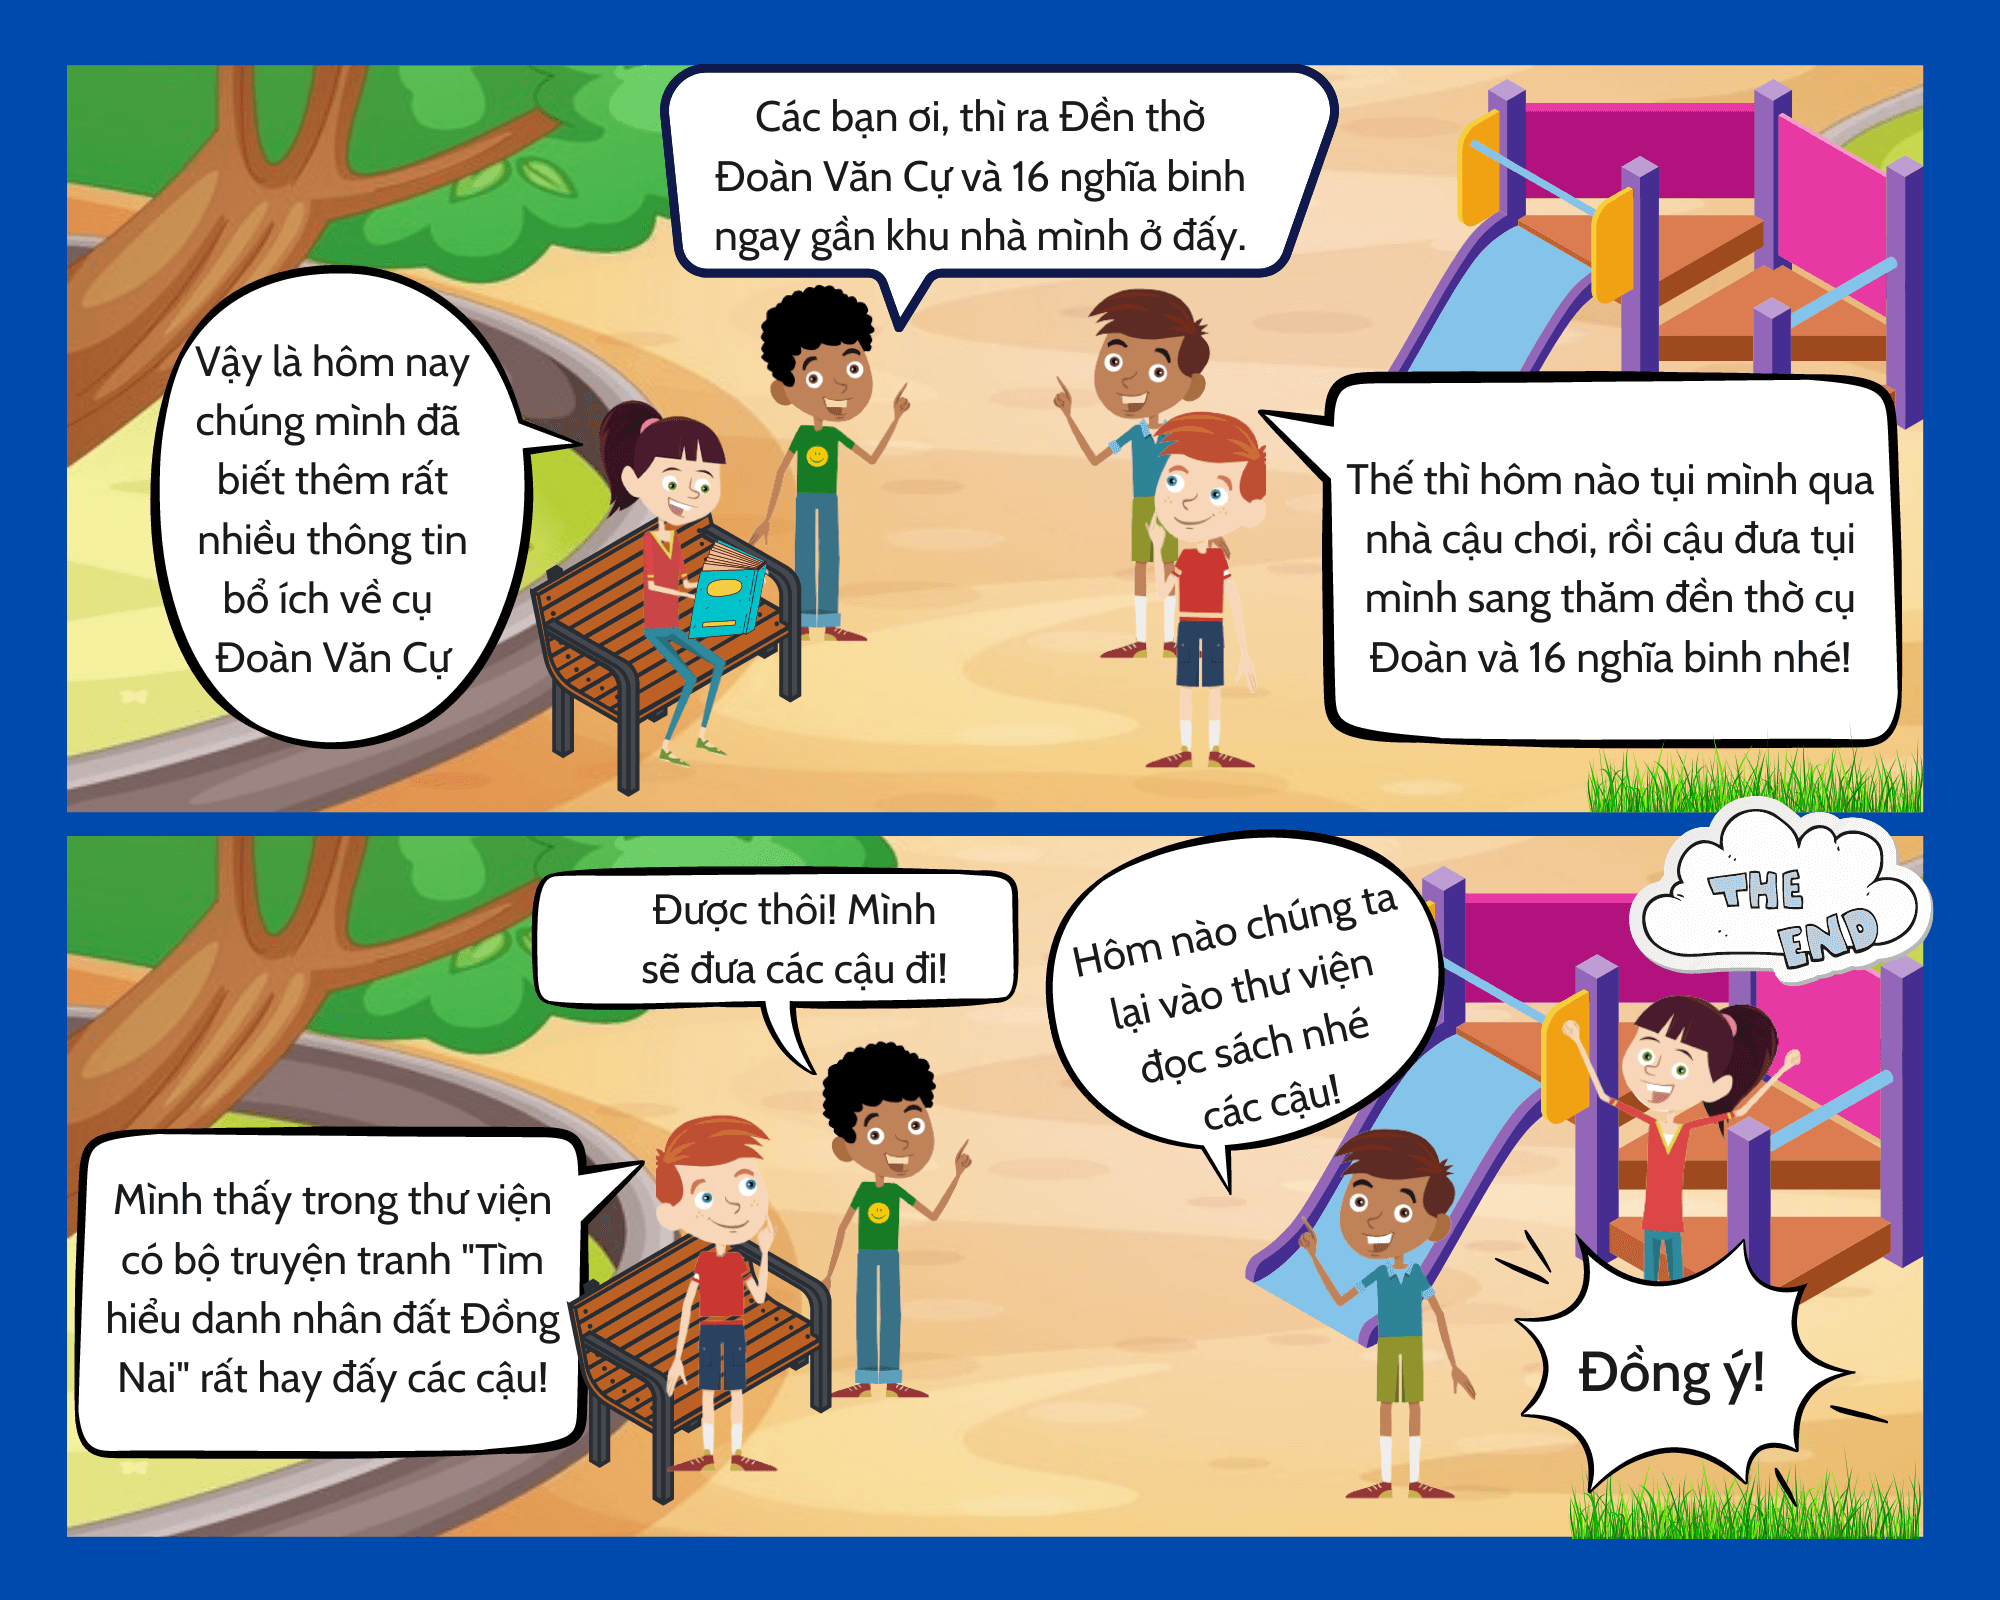 Các bạn ơi, thì ra Đền thờ
Đoàn Văn Cự và 16 nghĩa binh
ngay gần khu nhà mình ở đấy.
Vậy là hôm nay
chúng mình đã
biết thêm rất
nhiều thông tin
bổ ích về cụ
Đoàn Văn Cự
Thế thì hôm nào tụi mình qua
nhà cậu chơi, rồi cậu đưa tụi
mình sang thăm đền thờ cụ
Đoàn và 16 nghĩa binh nhé!
Được thôi! Mình
sẽ đưa các cậu đi!
Mình thấy trong thư viện
có bộ truyện tranh "Tìm
hiểu danh nhân đất Đồng
Nai" rất hay đấy các cậu!
Hôm nào chúng ta
lại vào thư viện
đọc sách nhé
các cậu!
Đồng ý!
THE
END